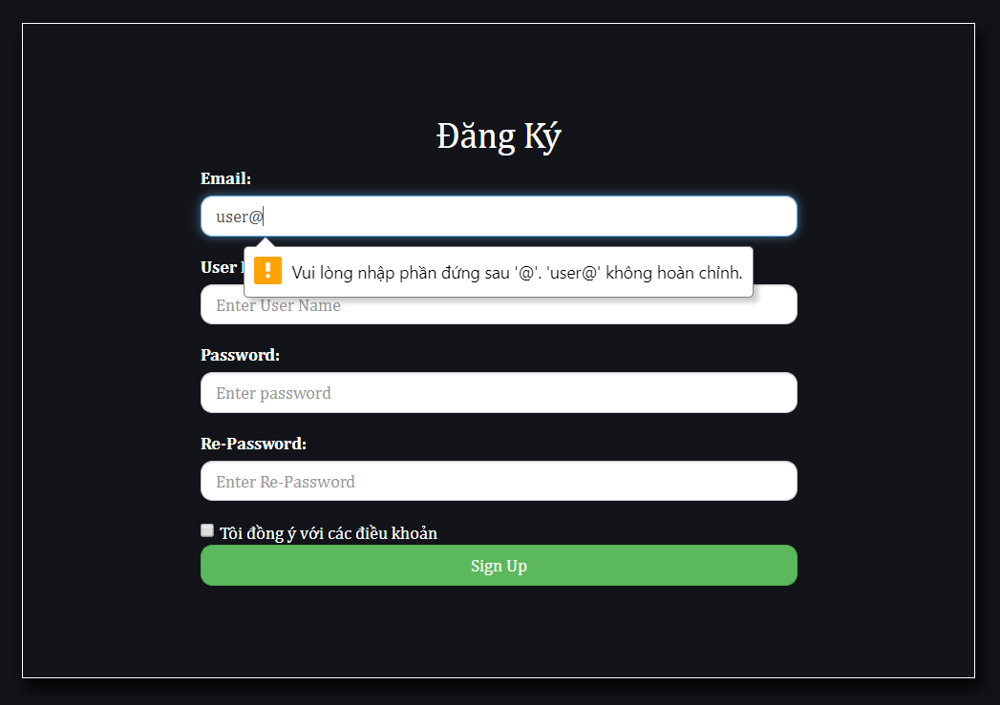 Đăng Ký
Email:
user@
User
Vui lòng nhập phần đứng sau '@'. 'user@' không hoàn chỉnh.
Enter User Name
Password:
Enter password
Re-Password:
Enter Re-Password
Tôi đồng ý với các điều khoản
Sign Up